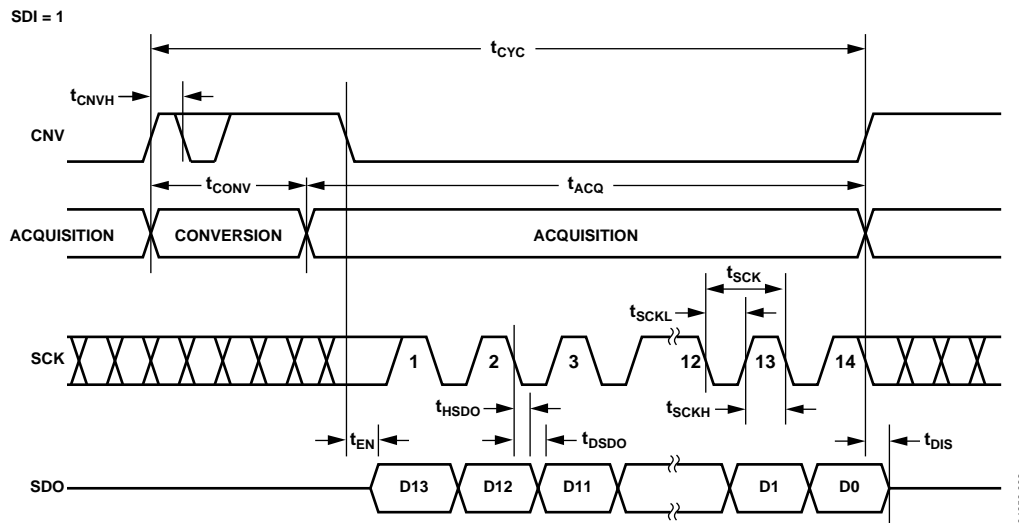 SDI = 1
tCYC
tCNVH
CNV
tCONV
tACQ
ACQUISITION
CONVERSION
ACQUISITION
tSCK
tSCKL
SCK
1
2
3
12
13
14
tHSDO
tSCKH
tEN
tDSDO
tDIS
SDO
D13
D12
D11
D1
D0